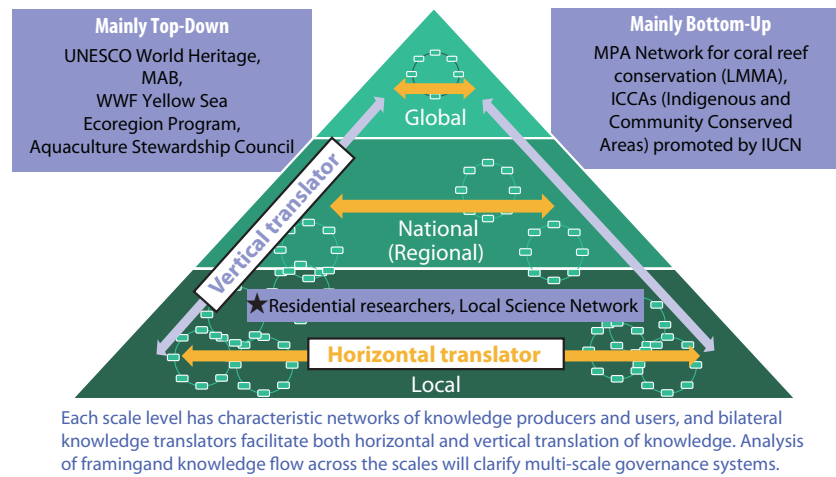 Mainly Top-Down
UNESCO World Heritage,
MAB,
WWF Yellow Sea
Ecoregion Program,
Aquaculture Stewardship Council
Mainly Bottom-Up
MPA Network for coral reef
conservation (LMMA),
ICCAs (Indigenous and
Community Conserved
Areas) promoted by IUCN
Global
Vertical translator
National
(Regional)
★Residential researchers, Local Science Network
Horizontal translator
Local
Each scale level has characteristic networks of knowledge producers and users, and bilateral
knowledge translators facilitate both horizontal and vertical translation of knowledge. Analysis
of framingand knowledge flow across the scales will clarify multi-scale governance systems.